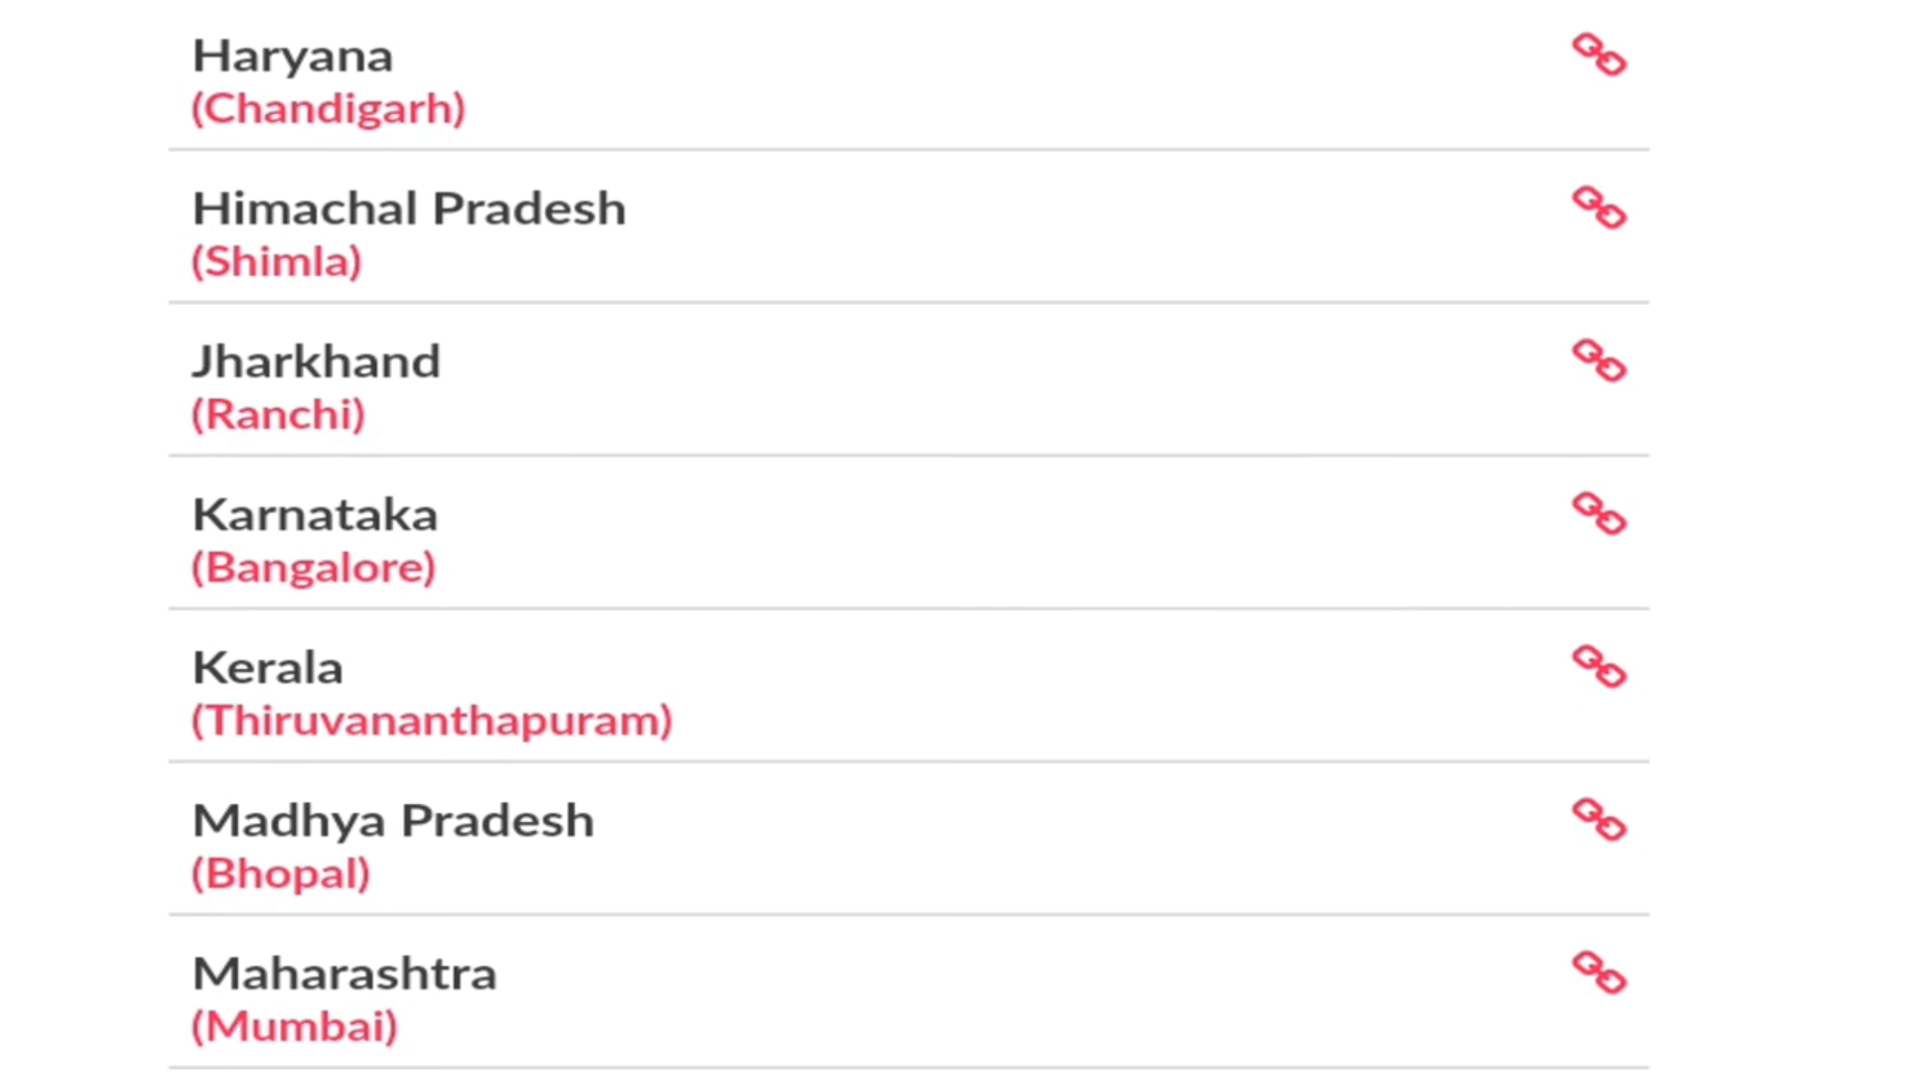 Haryana
(Chandigarh)
Himachal Pradesh
(Shimla)
Jharkhand
(Ranchi)
Karnataka
(Bangalore)
Kerala
(Thiruvananthapuram)
Madhya Pradesh
(Bhopal)
Maharashtra
(Mumbai)